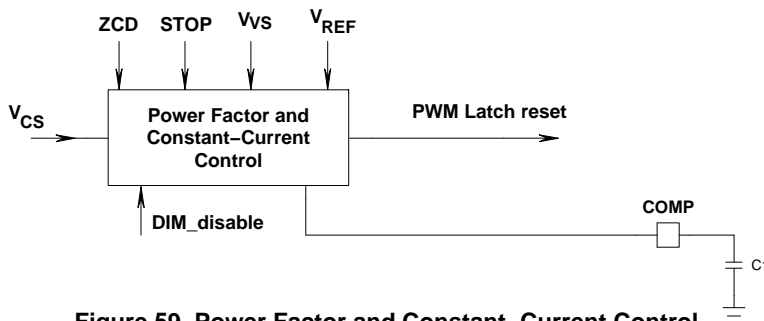 ZCD STOP VVS VREF
VCS
Power Factor and
Constant−Current
Control
PWM Latch reset
DIM_disable
COMP
Figure 59. Power Factor and Constant−Current Control